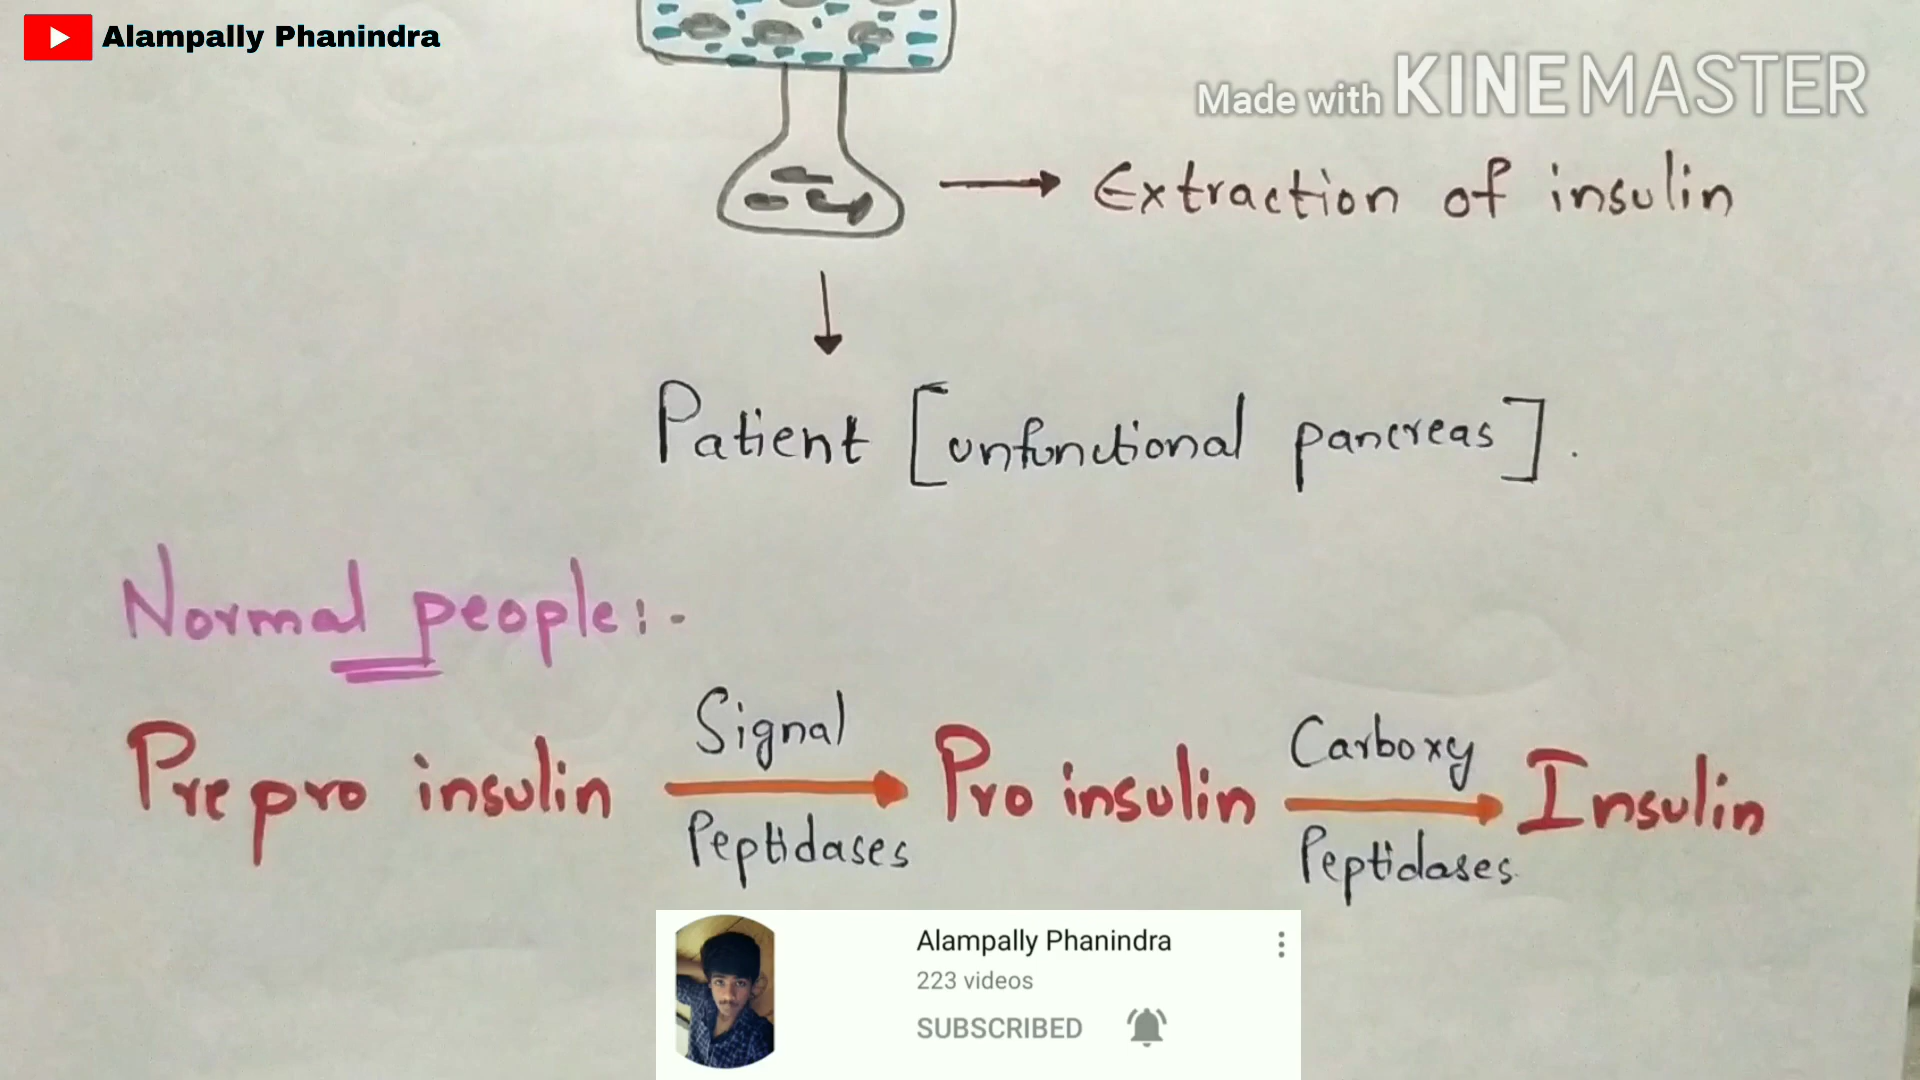 Alampally Phanindra
Made with KINEMASTER
Extraction of insulin
Patient [unfunctional pancreas].
Normal people:-
Prepro insulin Signal Peptidases Pro insulin Carboxy Peptidases Insulin
Alampally Phanindra
223 videos
SUBSCRIBED